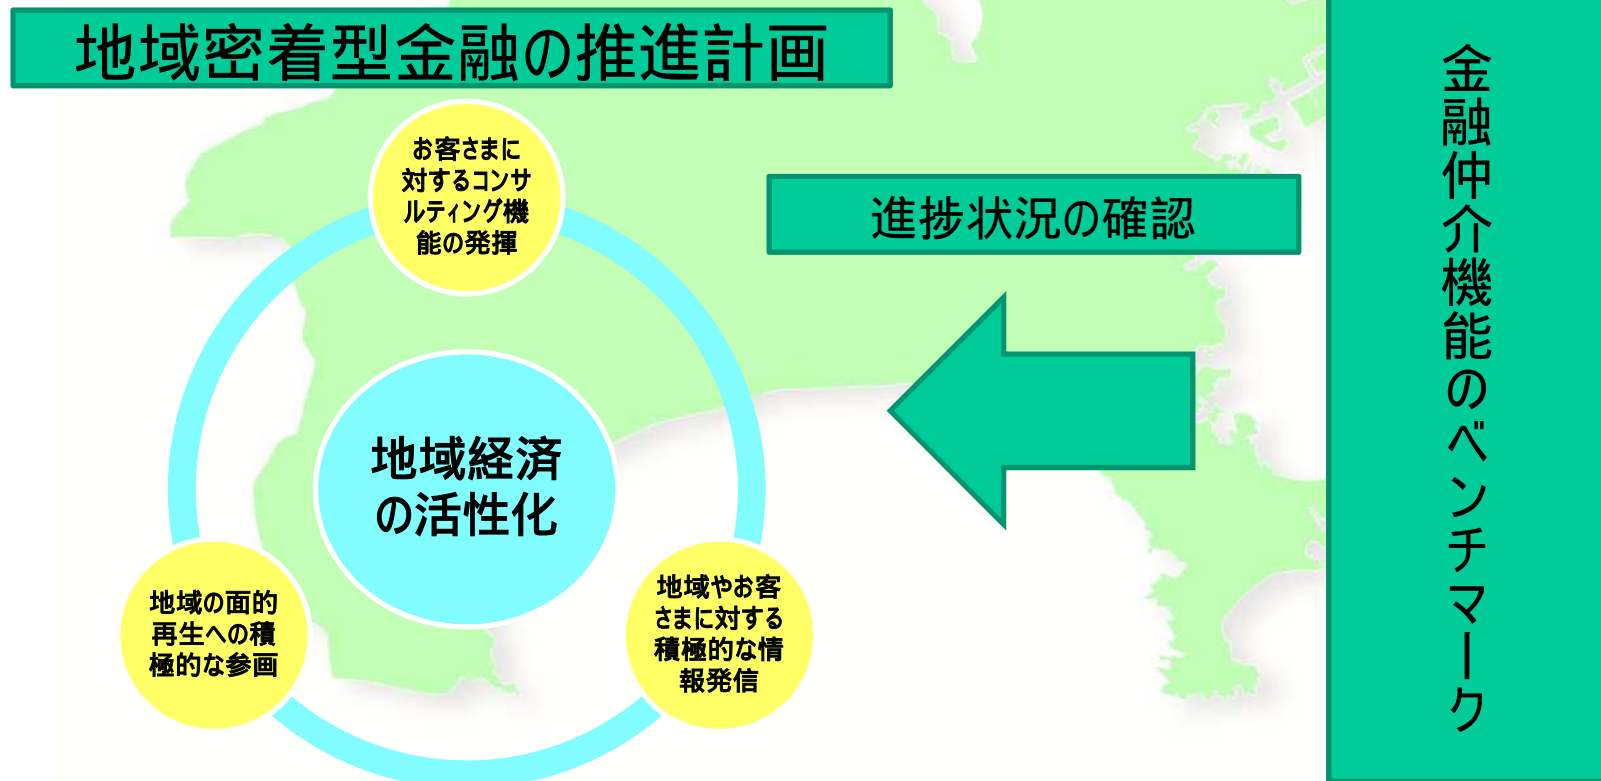 地域密着型金融の推進計画
お客さまに
対するコンサ
ルティング機
能の発揮
進捗状況の確認
地域経済
の活性化
地域の面的
再生への積
極的な参画
地域やお客
さまに対する
積極的な情
報発信
金融仲介機能のベンチマーク